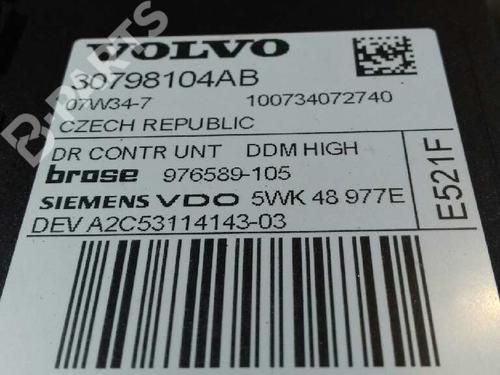 VOLVO
30798104AB
07W34-7 100734072740
CZECH REPUBLIC
DR CONTR UNT DDM HIGH
brose 976589-105
SIEMENS VDO 5WK 48 977E
DEV A2C53114143-03
E521F
B-PARTS